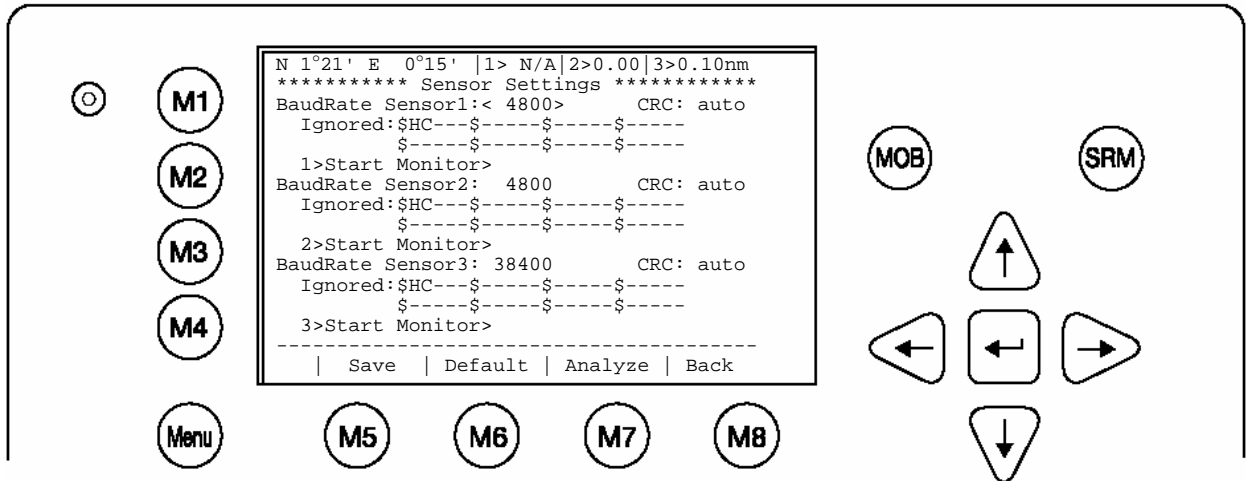 N 1°21' E  0°15' |1> N/A|2>0.00|3>0.10nm
*********** Sensor Settings ************
BaudRate Sensor1:< 4800>      CRC: auto
Ignored:$HC---$-----$-----$-----
$-----$-----$-----$-----
1>Start Monitor>
BaudRate Sensor2:  4800       CRC: auto
Ignored:$HC---$-----$-----$-----
$-----$-----$-----$-----
2>Start Monitor>
BaudRate Sensor3: 38400       CRC: auto
Ignored:$HC---$-----$-----$-----
$-----$-----$-----$-----
3>Start Monitor>
----------------------------------------
| Save | Default | Analyze | Back
M1
M2
M3
M4
Menu
M5
M6
M7
M8
MOB
SRM